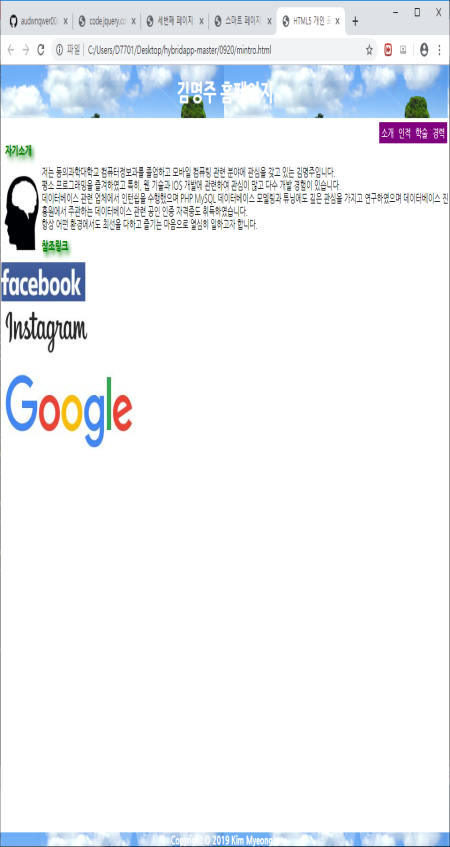 audwnqwer00
code.jquery.co
세번째 페이지
스마트 페이지
HTML5 개인
파일 | C:/Users/D7701/Desktop/hybridapp-master/0920/mintro.html
김명주 홈페이지
소개 인적 학술 경력
자기소개
저는 동의과학대학교 컴퓨터정보과를 졸업하고 모바일 컴퓨팅 관련 분야에 관심을 갖고 있는 김명주입니다.
평소 프로그래밍을 즐겨하였고 특히, 웹 기술과 IOS 개발에 관련하여 관심이 많고 다수 개발 경험이 있습니다.
데이터베이스 관련 업체에서 인턴십을 수행했으며 PHP MySQL 데이터베이스 모델링과 튜닝에도 깊은 관심을 가지고 연구하였으며 데이타베이스 진
흥원에서 주관하는 데이터베이스 관련 공인 인증 자격증도 취득하였습니다.
항상 어떤 환경에서도 최선을 다하고 즐기는 마음으로 열심히 일하고자 합니다.
참조링크
facebook
Instagram
Google
Copyright © 2019 Kim Myeong